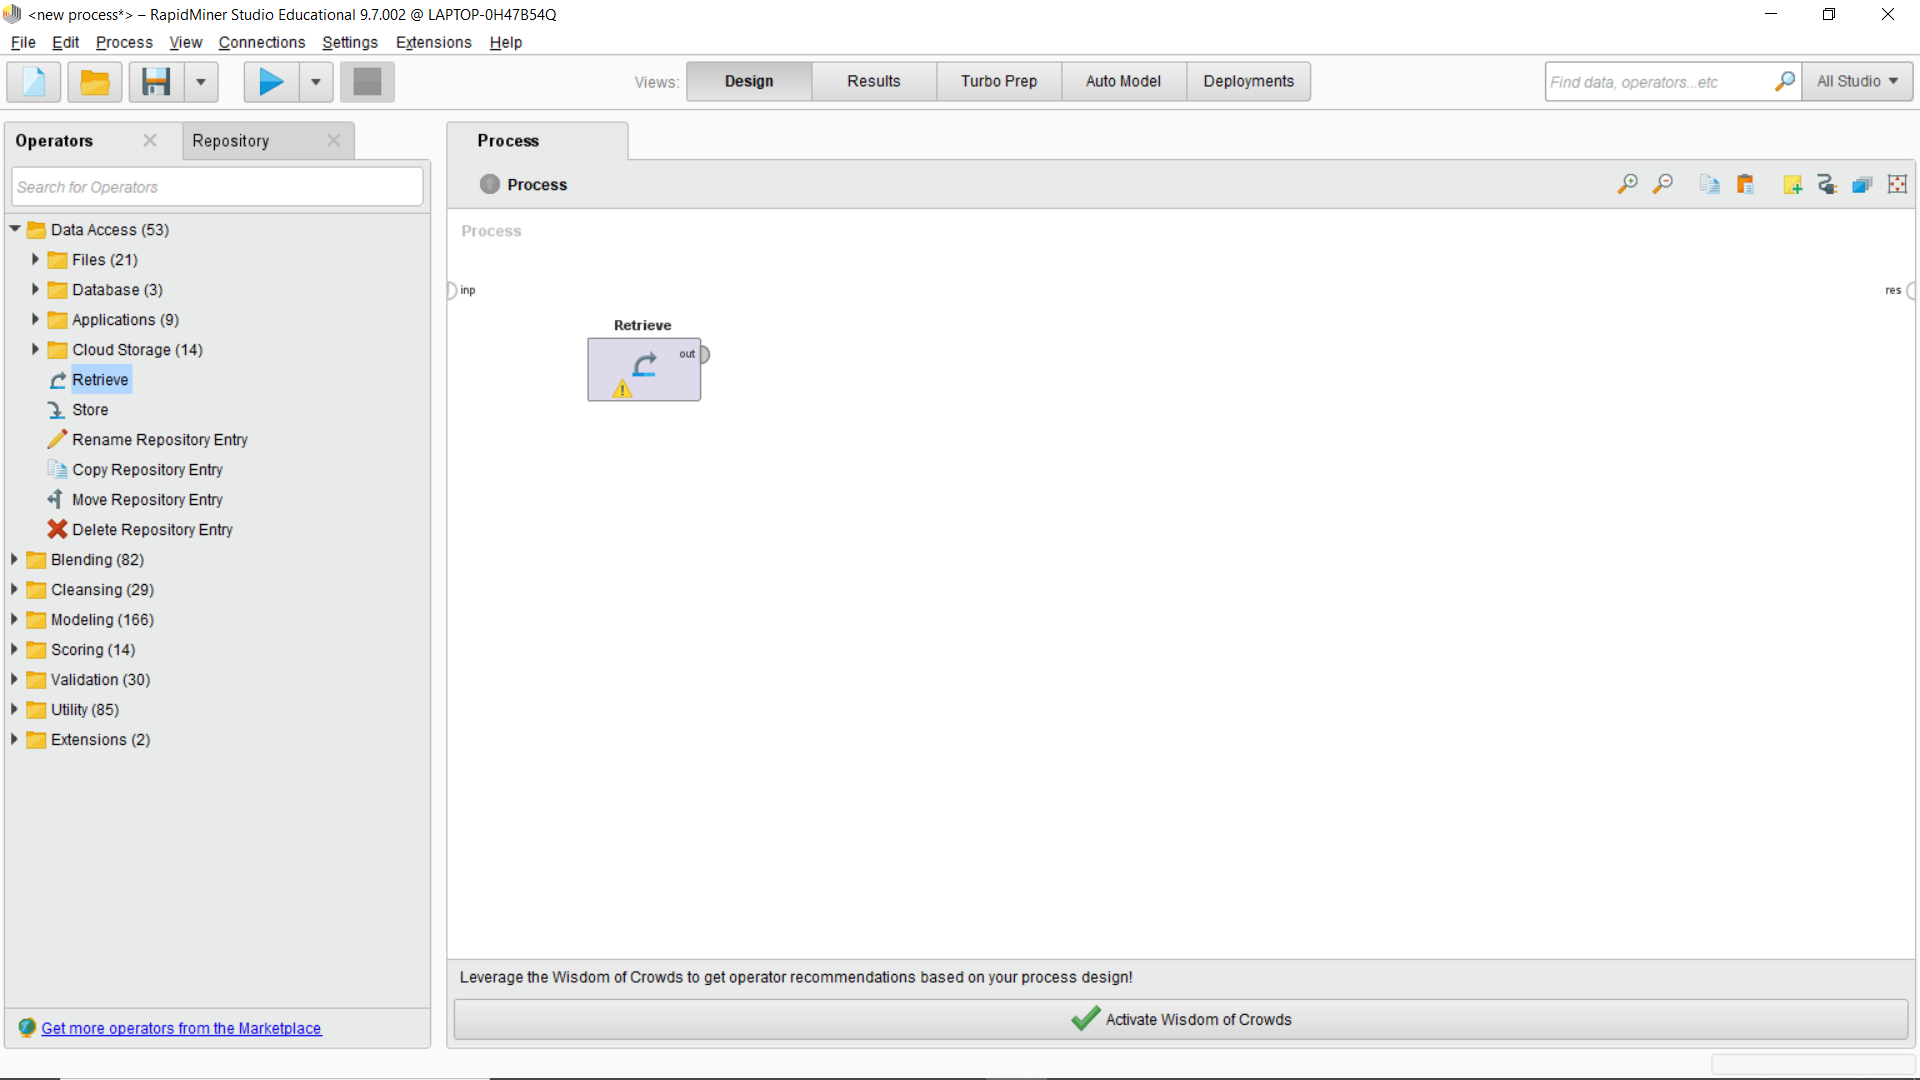 <new process*> – RapidMiner Studio Educational 9.7.002 @ LAPTOP-0H47B54Q
File Edit Process View Connections Settings Extensions Help
Views: Design Results Turbo Prep Auto Model Deployments
Find data, operators...etc All Studio
Operators Repository
Search for Operators
Data Access (53)
Files (21)
Database (3)
Applications (9)
Cloud Storage (14)
Retrieve
Store
Rename Repository Entry
Copy Repository Entry
Move Repository Entry
Delete Repository Entry
Blending (82)
Cleansing (29)
Modeling (166)
Scoring (14)
Validation (30)
Utility (85)
Extensions (2)
Get more operators from the Marketplace
Process
Process
Process
inp
res
Retrieve
out
Leverage the Wisdom of Crowds to get operator recommendations based on your process design!
Activate Wisdom of Crowds